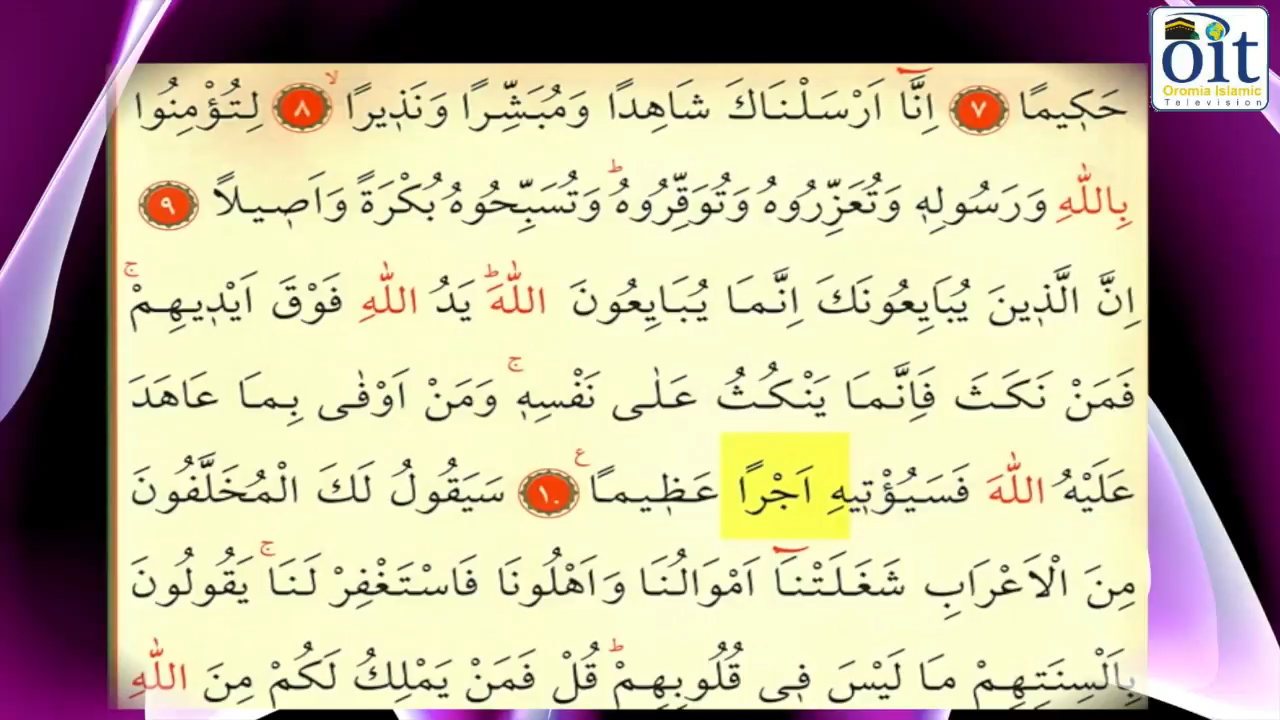 oit
Oromia Islamic
Television
حَكٖيمًا ٧ اِنَّٓا اَرْسَلْنَاكَ شَاهِدًا وَمُبَشِّرًا وَنَذٖيرًاۙ ٨ لِتُؤْمِنُوا
بِاللّٰهِ وَرَسُولِهٖ وَتُعَزِّرُوهُ وَتُوَقِّرُوهُؕ وَتُسَبِّحُوهُ بُكْرَةً وَاَصٖيلًا ٩
اِنَّ الَّذٖينَ يُبَايِعُونَكَ اِنَّمَا يُبَايِعُونَ اللّٰهَؕ يَدُ اللّٰهِ فَوْقَ اَيْدٖيهِمْۚ
فَمَنْ نَكَثَ فَاِنَّمَا يَنْكُثُ عَلٰى نَفْسِهٖۚ وَمَنْ اَوْفٰى بِمَا عَاهَدَ
عَلَيْهُ اللّٰهَ فَسَيُؤْتٖيهِ اَجْرًا عَظٖيمًا ع ١٠ سَيَقُولُ لَكَ الْمُخَلَّفُونَ
مِنَ الْاَعْرَابِ شَغَلَتْنَٓا اَمْوَالُنَا وَاَهْلُونَا فَاسْتَغْفِرْ لَنَاۚ يَقُولُونَ
بِاَلْسِنَتِهِمْ مَا لَيْسَ فٖى قُلُوبِهِمْؕ قُلْ فَمَنْ يَمْلِكُ لَكُمْ مِنَ اللّٰهِ